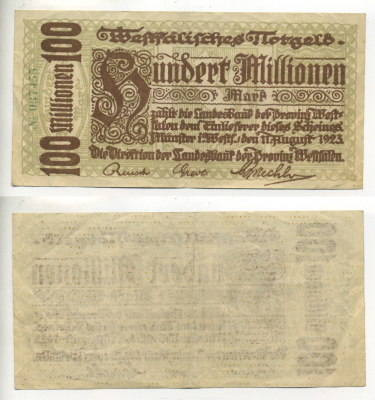 Westfälisches Notgeld.
Hundert Millionen
Mark
zahlt die Landesbank der Provinz West-
falen dem Einlieferer dieses Scheines.
Münster i. Westf., den 11. August 1923.
Die Direktion der Landesbank der Provinz Westfalen.
100 Millionen 100